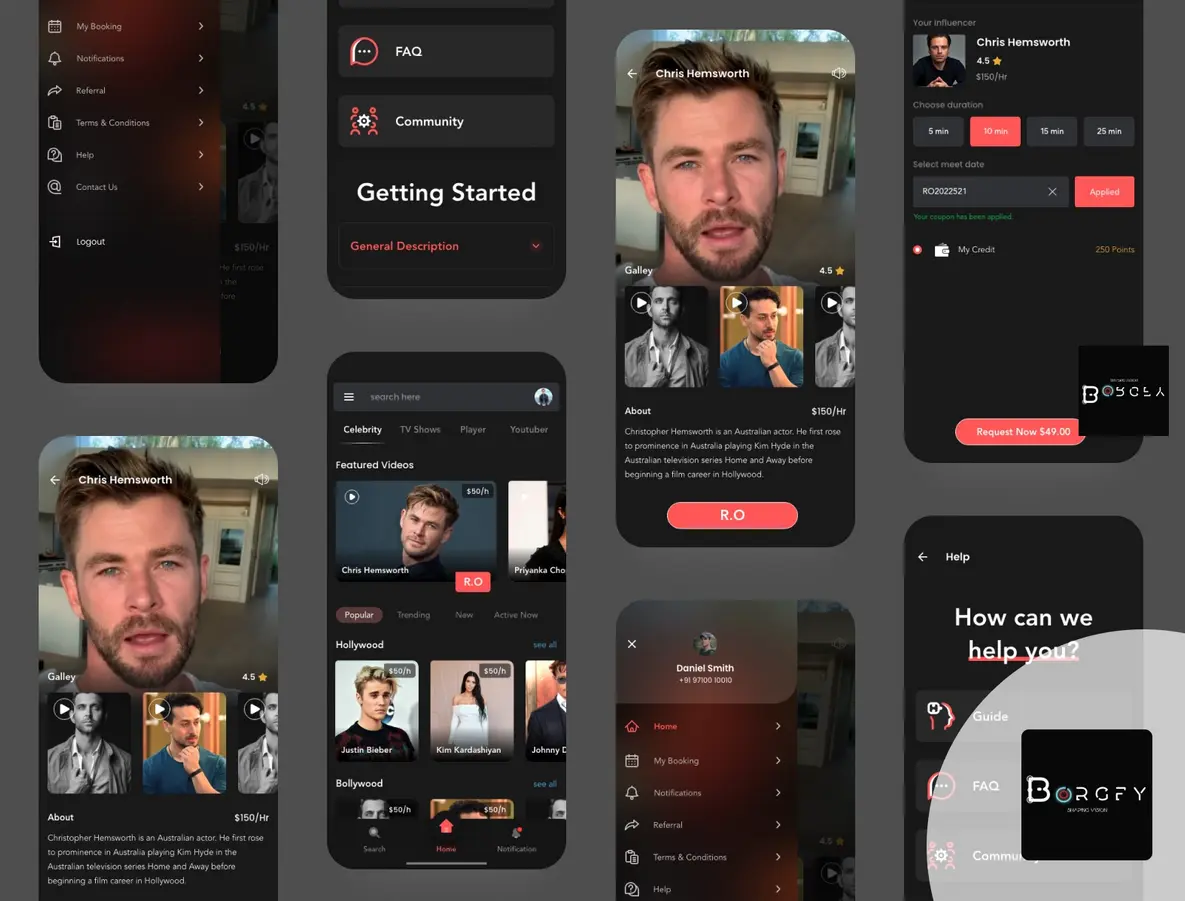 My Booking
Notifications
Referral
Terms & Conditions
Help
Contact Us
Logout
4.5
$150/Hr
He first rose
in the
before
Chris Hemsworth
Galley
4.5
About
$150/Hr
Christopher Hemsworth is an Australian actor. He first rose
to prominence in Australia playing Kim Hyde in the
Australian television series Home and Away before
beginning a film career in Hollywood.
FAQ
Community
Getting Started
General Description
search here
Celebrity
TV Shows
Player
Youtuber
Featured Videos
$50/h
Chris Hemsworth
Priyanka Cho
R.O
Popular
Trending
New
Active Now
Hollywood
see all
$50/h
$50/h
Justin Bieber
Kim Kardashiyan
Johnny D
Bollywood
see all
$50/h
$50/h
Search
Home
Notification
Chris Hemsworth
Galley
4.5
About
$150/Hr
Christopher Hemsworth is an Australian actor. He first rose
to prominence in Australia playing Kim Hyde in the
Australian television series Home and Away before
beginning a film career in Hollywood.
R.O
Daniel Smith
+91 97100 10010
Home
My Booking
Notifications
Referral
Terms & Conditions
Help
4.5
Your Influencer
Chris Hemsworth
4.5
$150/Hr
Choose duration
5 min
10 min
15 min
25 min
Select meet date
RO2022521
Applied
Your coupon has been applied
My Credit
250 Points
Request Now $49.00
BORGFY
Help
How can we
help you?
Guide
FAQ
Commu
BORGFY
SHAPING VISION